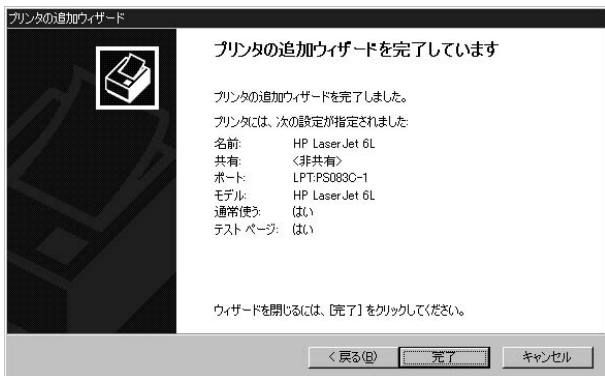 プリンタの追加ウィザード
プリンタの追加ウィザードを完了しています
プリンタの追加ウィザードを完了しました。
プリンタには、次の設定が指定されました:
名前: HP LaserJet 6L
共有: <非共有>
ポート: LPT:PS083C-1
モデル: HP LaserJet 6L
通常使う: はい
テスト ページ: はい
ウィザードを閉じるには、[完了] をクリックしてください。
< 戻る(B) 完了 キャンセル